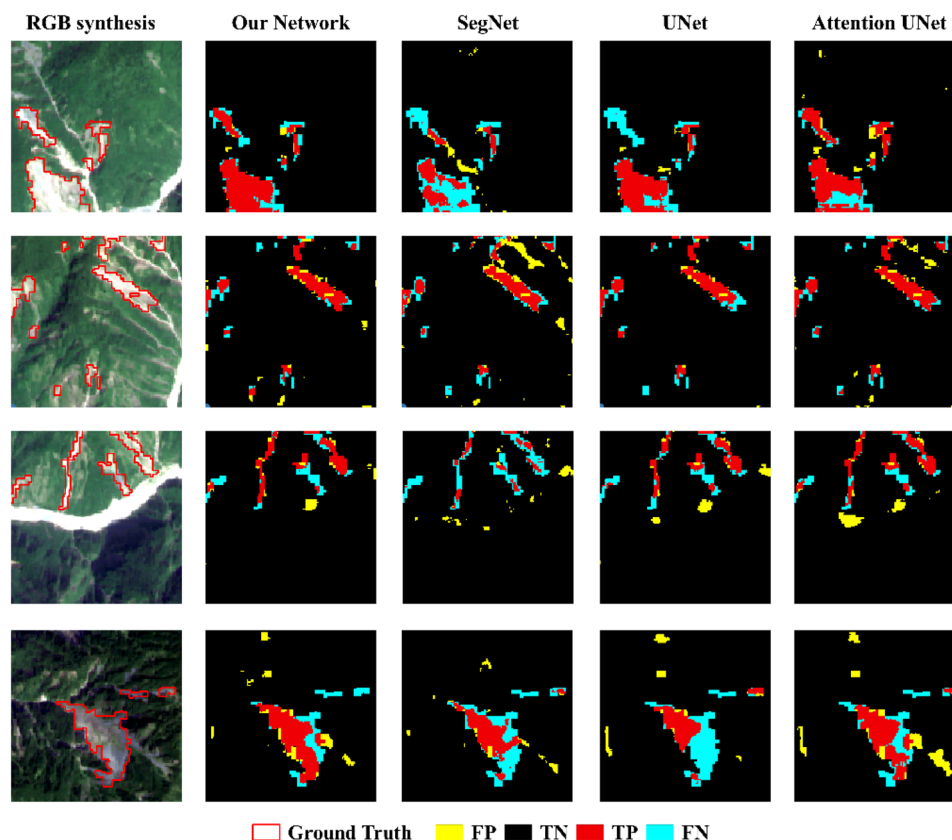 RGB synthesis Our Network SegNet UNet Attention UNet
Ground Truth FP TN TP FN